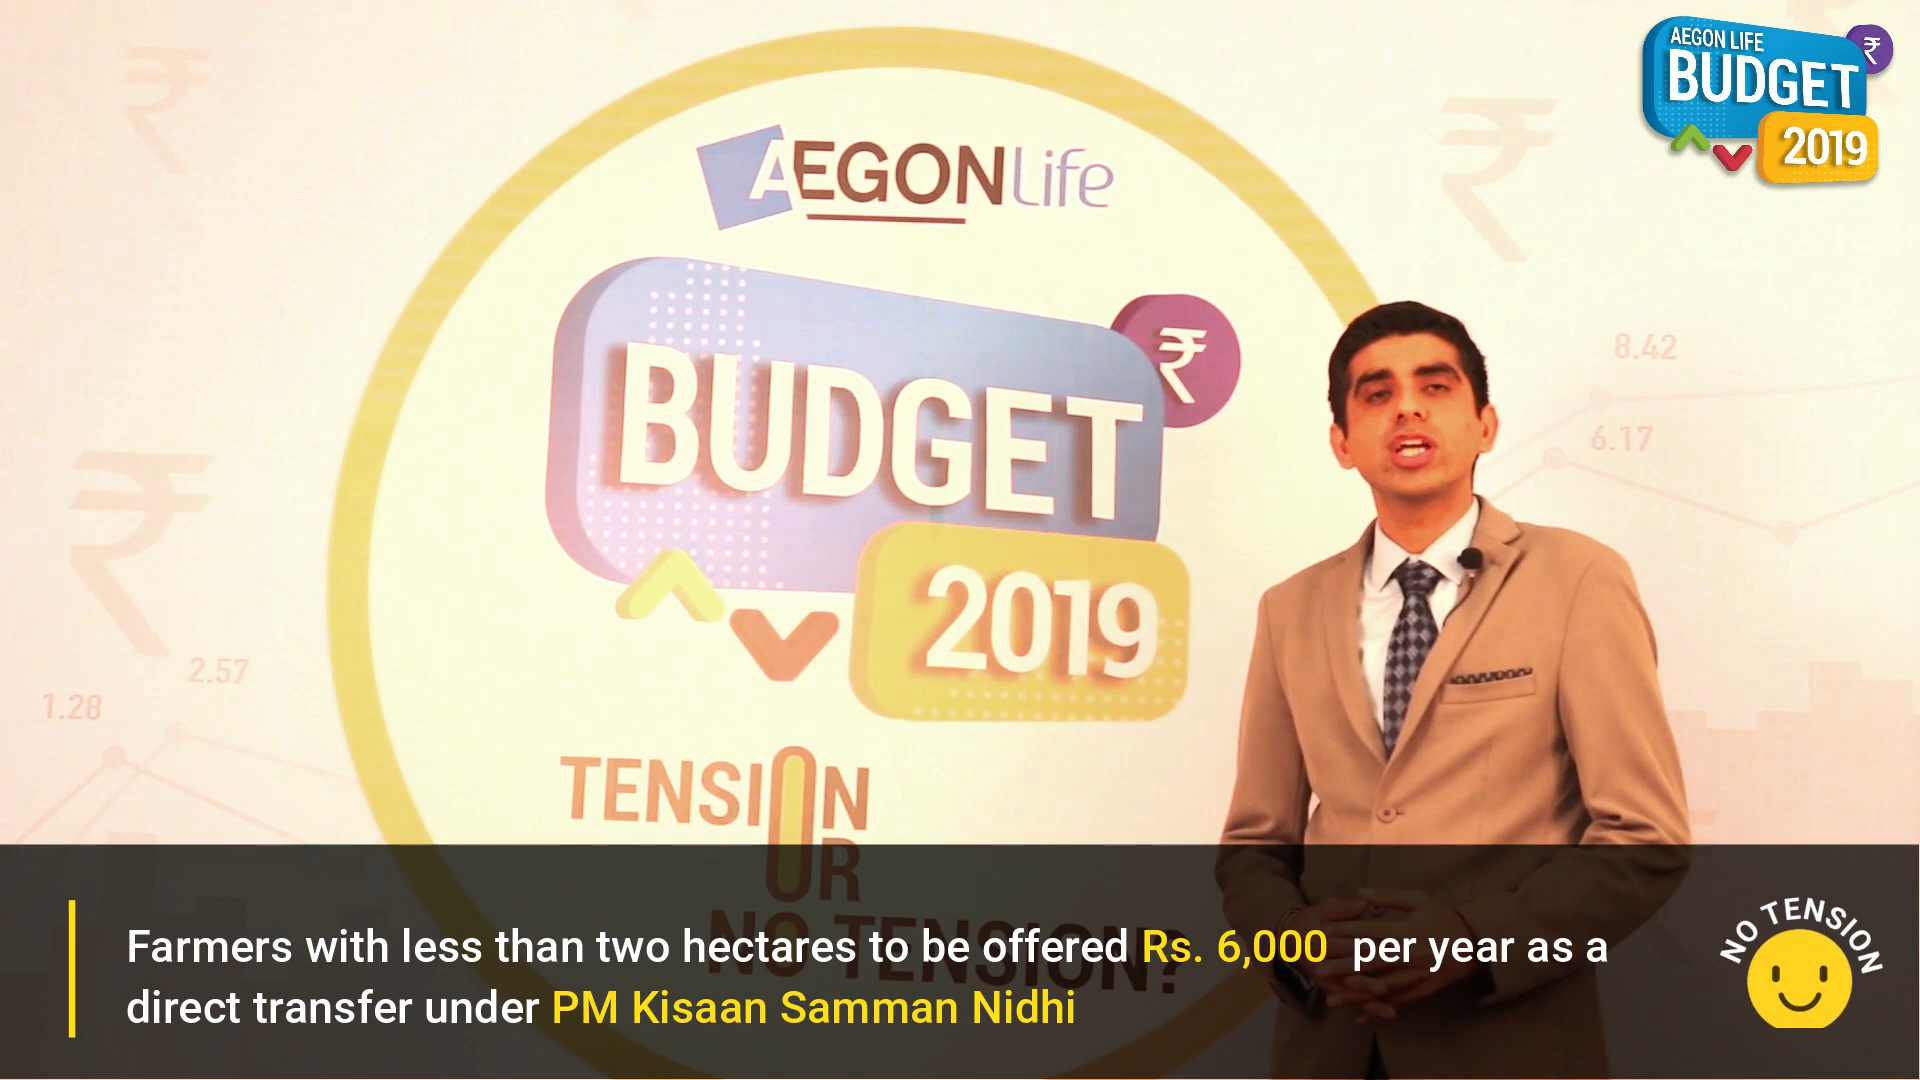 AEGON LIFE
BUDGET
₹
2019
AEGONLife
BUDGET
₹
2019
TENSION
OR
NO TENSION?
₹
₹
₹
8.42
6.17
2.57
1.28
Farmers with less than two hectares to be offered Rs. 6,000 per year as a
direct transfer under PM Kisaan Samman Nidhi
NO TENSION